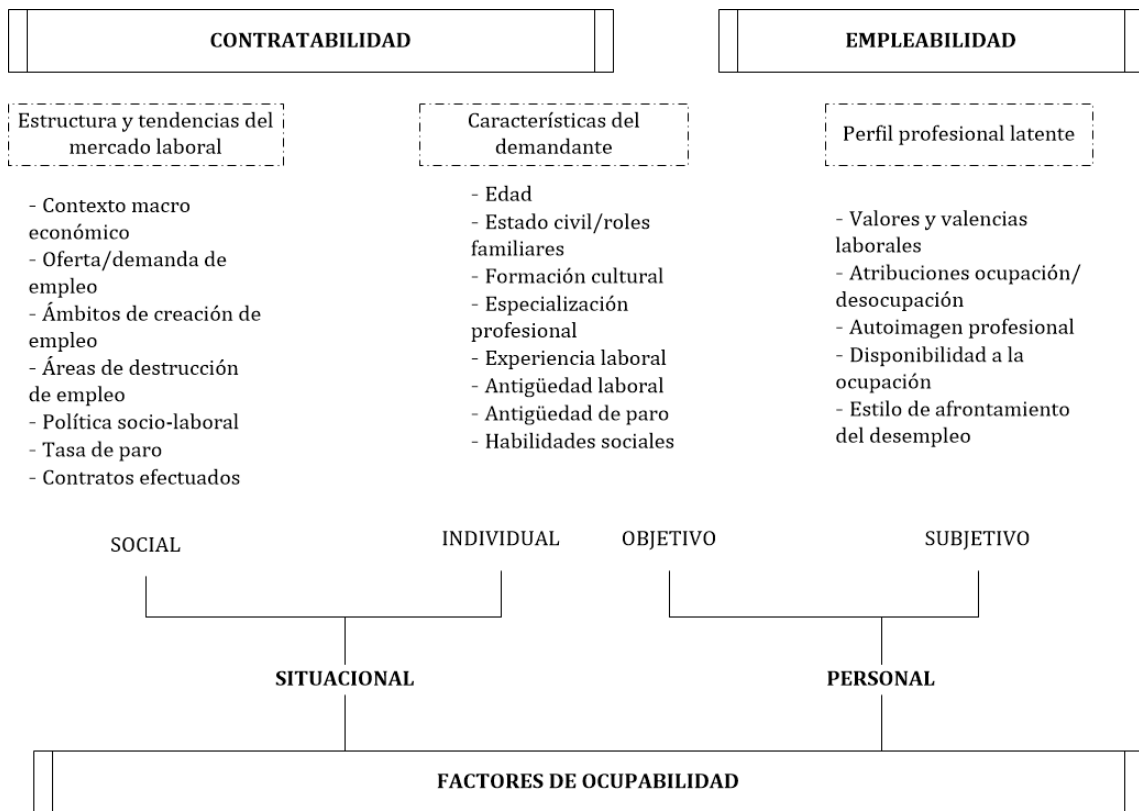 CONTRATABILIDAD
EMPLEABILIDAD
Estructura y tendencias del
mercado laboral
Características del
demandante
Perfil profesional latente
- Contexto macro
económico
- Oferta/demanda de
empleo
- Ámbitos de creación de
empleo
- Áreas de destrucción
de empleo
- Política socio-laboral
- Tasa de paro
- Contratos efectuados
- Edad
- Estado civil/roles
familiares
- Formación cultural
- Especialización
profesional
- Experiencia laboral
- Antigüedad laboral
- Antigüedad de paro
- Habilidades sociales
- Valores y valencias
laborales
- Atribuciones ocupación/
desocupación
- Autoimagen profesional
- Disponibilidad a la
ocupación
- Estilo de afrontamiento
del desempleo
SOCIAL
INDIVIDUAL
OBJETIVO
SUBJETIVO
SITUACIONAL
PERSONAL
FACTORES DE OCUPABILIDAD